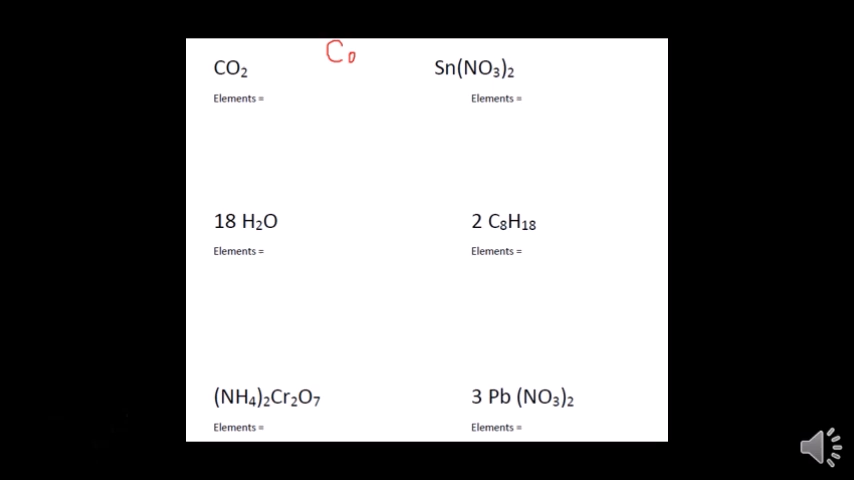 Co
CO₂ Sn(NO₃)₂
Elements = Elements =
18 H₂O 2 C₈H₁₈
Elements = Elements =
(NH₄)₂Cr₂O₇ 3 Pb (NO₃)₂
Elements = Elements =